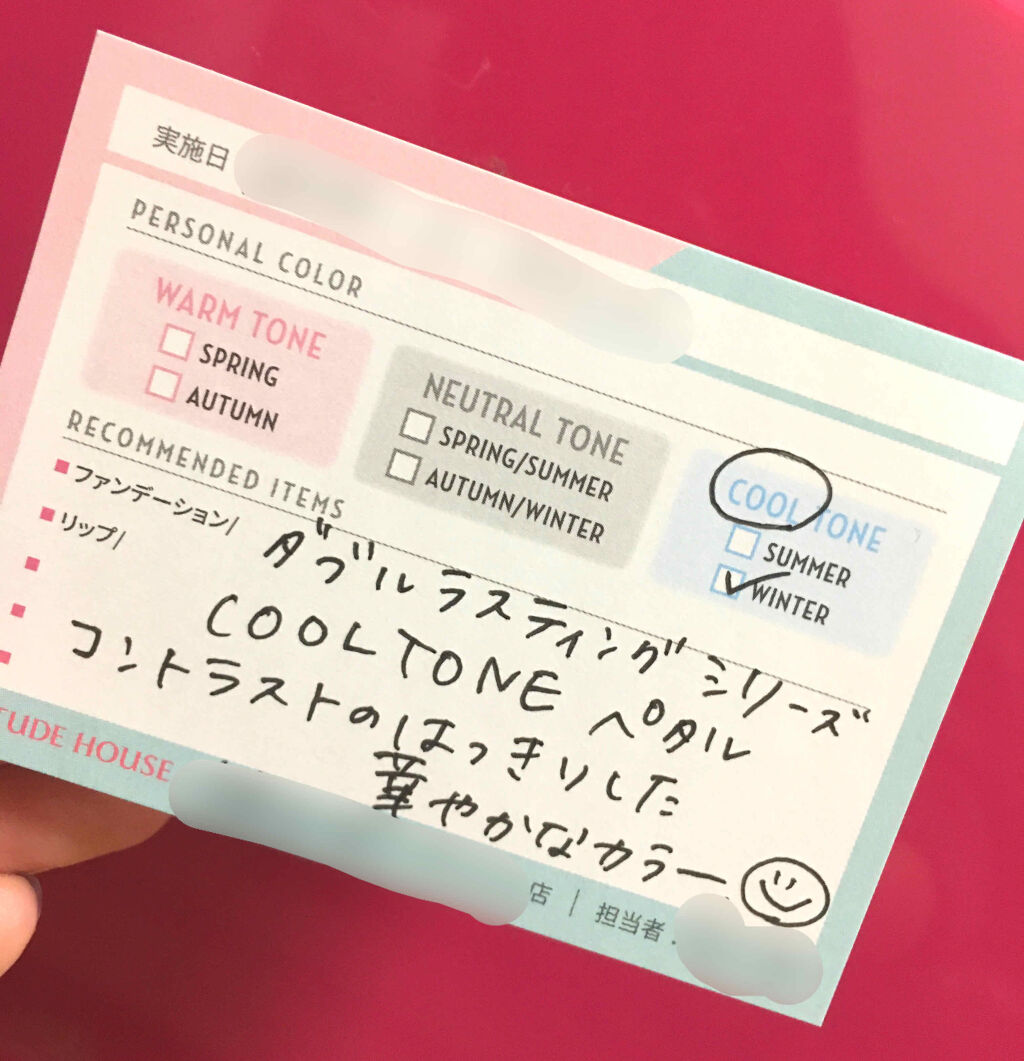 実施日
PERSONAL COLOR
WARM TONE
SPRING
AUTUMN
NEUTRAL TONE
SPRING/SUMMER
AUTUMN/WINTER
COOL TONE
SUMMER
WINTER
RECOMMENDED ITEMS
ファンデーション/ ダブルラスティングシリーズ
リップ/ COOLTONE ペタル
コントラストのはっきりした
華やかなカラー
TUDE HOUSE
店 | 担当者.